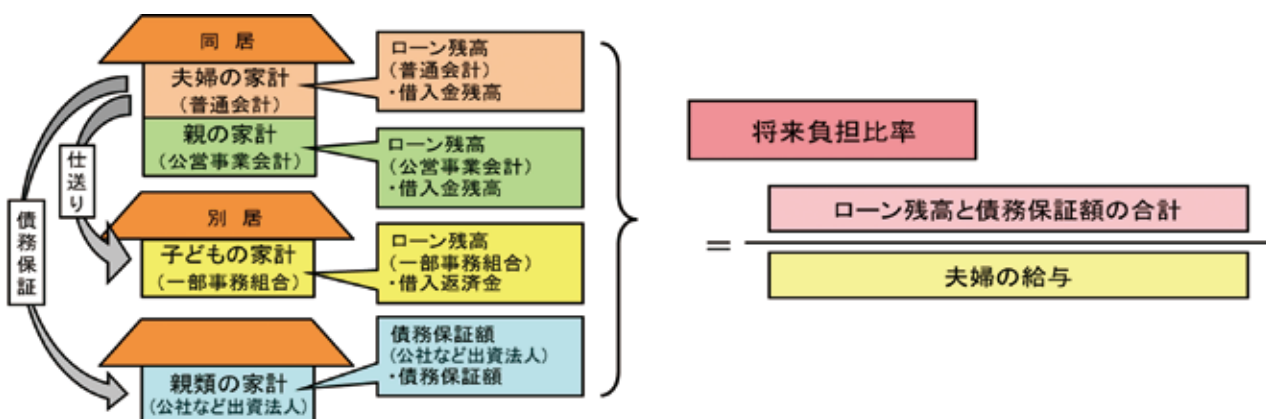 同居
夫婦の家計
(普通会計)
親の家計
(公営事業会計)
仕送り
債務保証
別居
子どもの家計
(一部事務組合)
親類の家計
(公社など出資法人)
ローン残高
(普通会計)
・借入金残高
ローン残高
(公営事業会計)
・借入金残高
ローン残高
(一部事務組合)
・借入返済金
債務保証額
(公社など出資法人)
・債務保証額
将来負担比率
=
ローン残高と債務保証額の合計
夫婦の給与